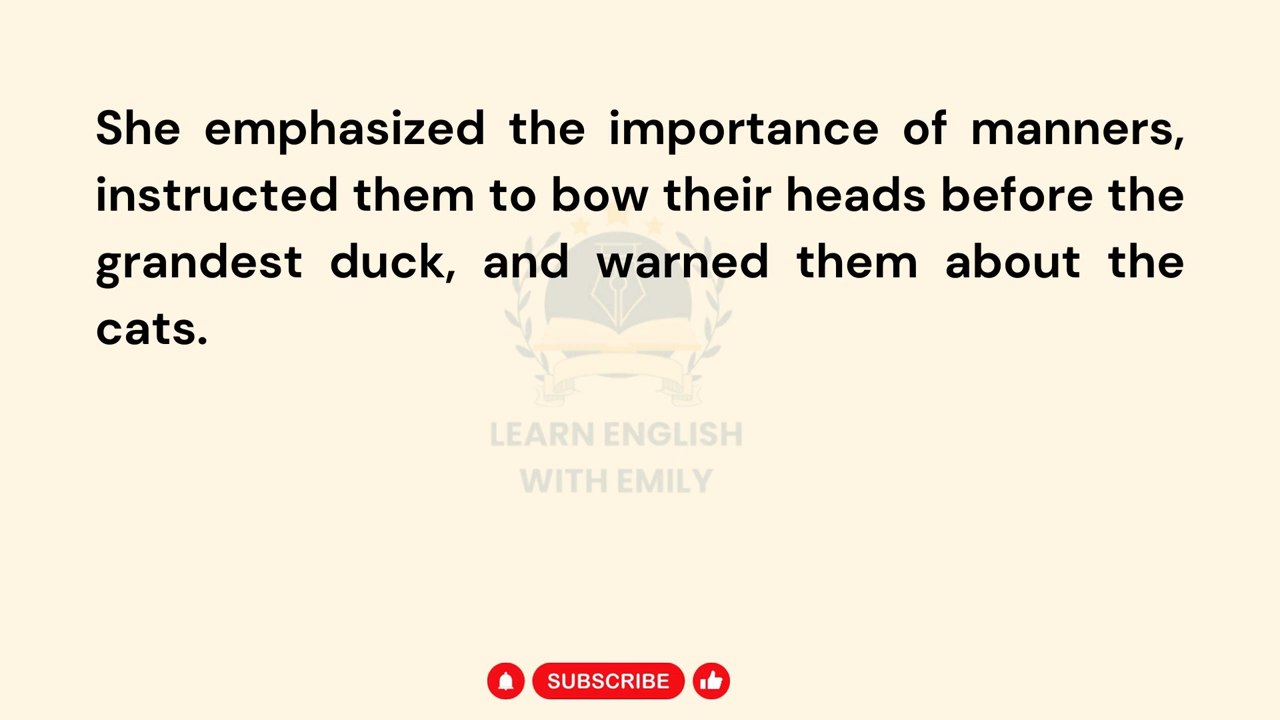 She emphasized the importance of manners,
instructed them to bow their heads before the
grandest duck, and warned them about the
cats.
LEARN ENGLISH
WITH EMILY
SUBSCRIBE